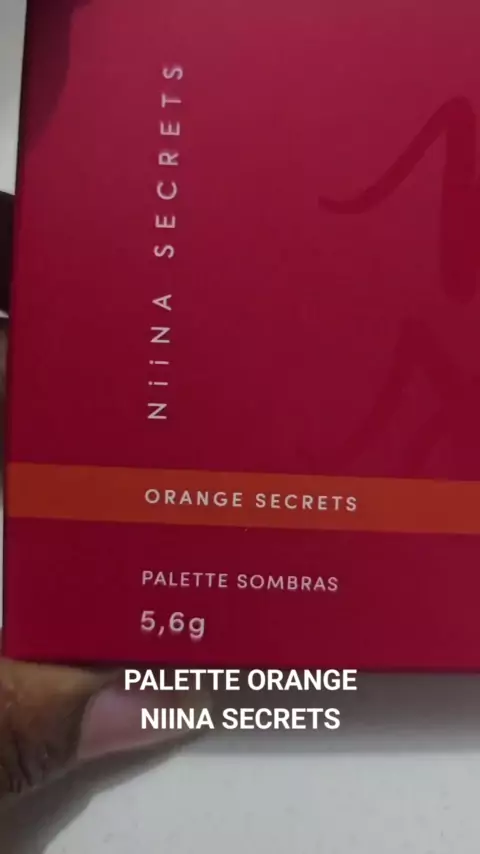 NiiNA SECRETS
ORANGE SECRETS
PALETTE SOMBRAS
5,6g
PALETTE ORANGE
NIINA SECRETS